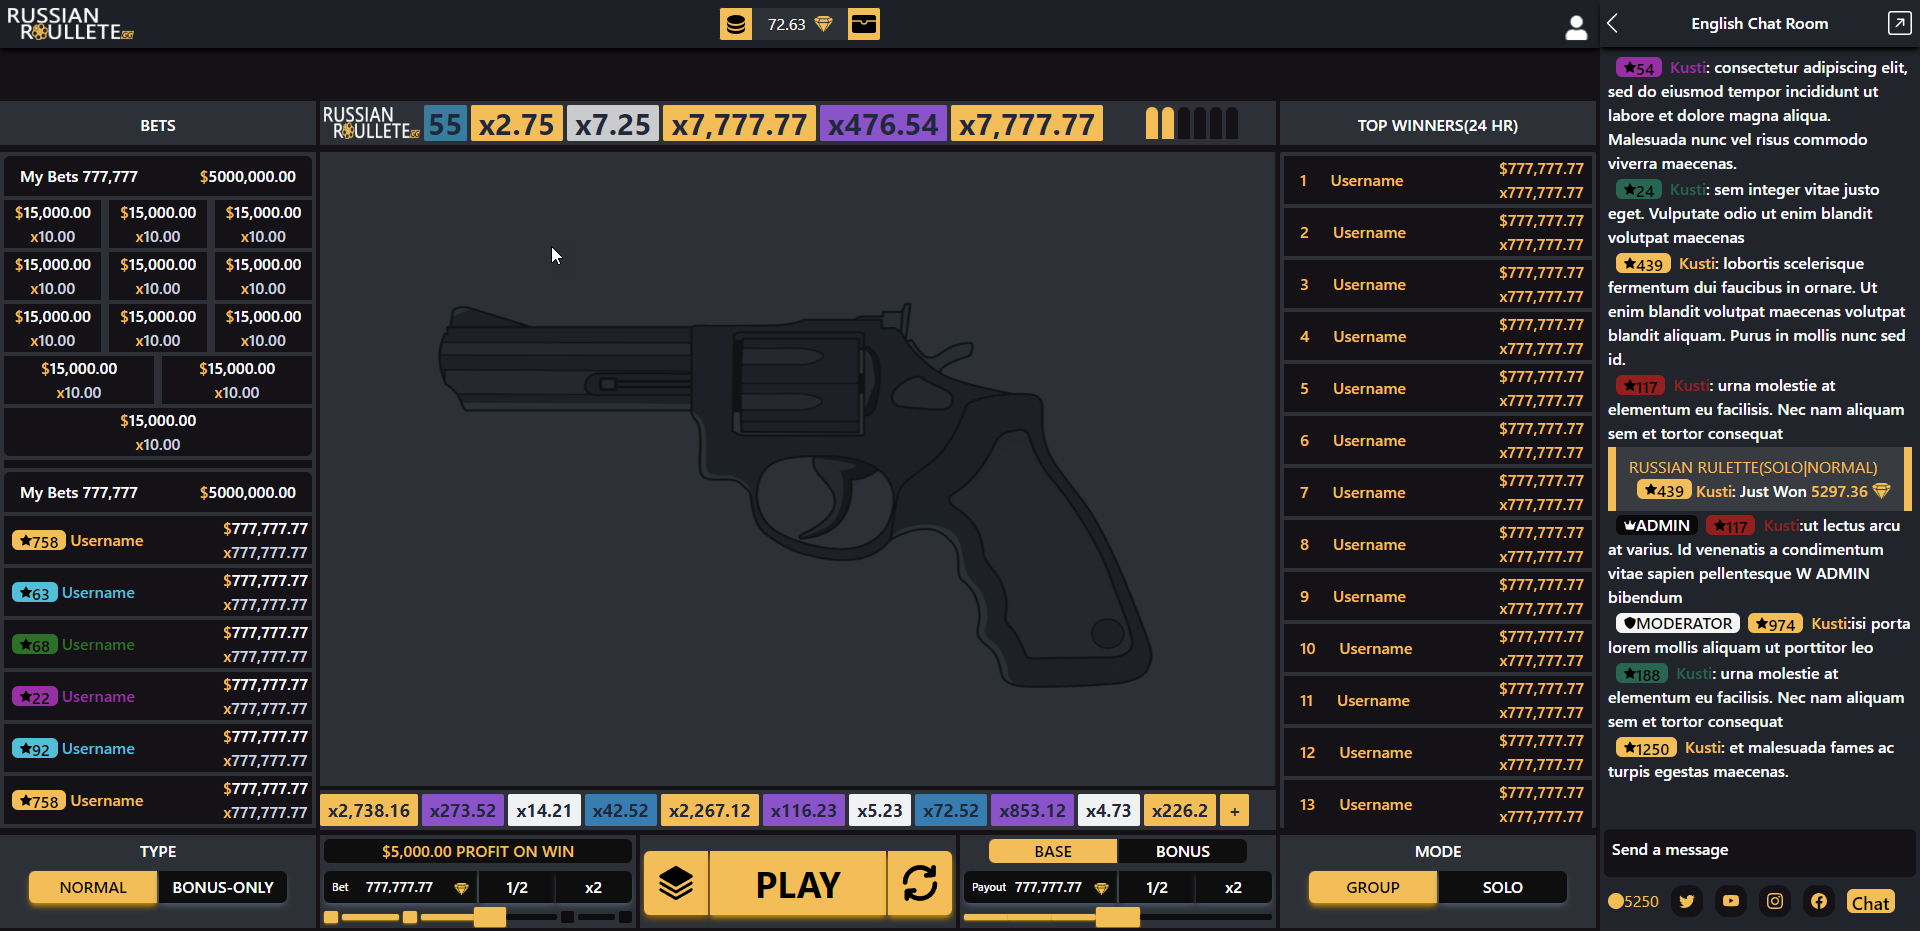 RUSSIAN
ROULLETE GG
72.63
English Chat Room
BETS
My Bets 777,777 $5000,000.00
$15,000.00 $15,000.00 $15,000.00
x10.00 x10.00 x10.00
$15,000.00 $15,000.00 $15,000.00
x10.00 x10.00 x10.00
$15,000.00 $15,000.00 $15,000.00
x10.00 x10.00 x10.00
$15,000.00 $15,000.00
x10.00 x10.00
$15,000.00
x10.00
My Bets 777,777 $5000,000.00
758 Username $777,777.77
x777,777.77
63 Username $777,777.77
x777,777.77
68 Username $777,777.77
x777,777.77
22 Username $777,777.77
x777,777.77
92 Username $777,777.77
x777,777.77
758 Username $777,777.77
x777,777.77
TYPE
NORMAL BONUS-ONLY
RUSSIAN
ROULLETE GG
55 x2.75 x7.25 x7,777.77 x476.54 x7,777.77
x2,738.16 x273.52 x14.21 x42.52 x2,267.12 x116.23 x5.23 x72.52 x853.12 x4.73 x226.2 +
$5,000.00 PROFIT ON WIN
Bet 777,777.77 1/2 x2
PLAY
BASE BONUS
Payout 777,777.77 1/2 x2
TOP WINNERS(24 HR)
1 Username $777,777.77
x777,777.77
2 Username $777,777.77
x777,777.77
3 Username $777,777.77
x777,777.77
4 Username $777,777.77
x777,777.77
5 Username $777,777.77
x777,777.77
6 Username $777,777.77
x777,777.77
7 Username $777,777.77
x777,777.77
8 Username $777,777.77
x777,777.77
9 Username $777,777.77
x777,777.77
10 Username $777,777.77
x777,777.77
11 Username $777,777.77
x777,777.77
12 Username $777,777.77
x777,777.77
13 Username $777,777.77
x777,777.77
MODE
GROUP SOLO
54 Kusti: consectetur adipiscing elit,
sed do eiusmod tempor incididunt ut
labore et dolore magna aliqua.
Malesuada nunc vel risus commodo
viverra maecenas.
24 Kusti: sem integer vitae justo
eget. Vulputate odio ut enim blandit
volutpat maecenas
439 Kusti: lobortis scelerisque
fermentum dui faucibus in ornare. Ut
enim blandit volutpat maecenas volutpat
blandit aliquam. Purus in mollis nunc sed
id.
117 Kusti: urna molestie at
elementum eu facilisis. Nec nam aliquam
sem et tortor consequat
RUSSIAN RULETTE(SOLO|NORMAL)
439 Kusti: Just Won 5297.36
ADMIN 117 Kusti:ut lectus arcu
at varius. Id venenatis a condimentum
vitae sapien pellentesque W ADMIN
bibendum
MODERATOR 974 Kusti:isi porta
lorem mollis aliquam ut porttitor leo
188 Kusti: urna molestie at
elementum eu facilisis. Nec nam aliquam
sem et tortor consequat
1250 Kusti: et malesuada fames ac
turpis egestas maecenas.
Send a message
5250 Chat